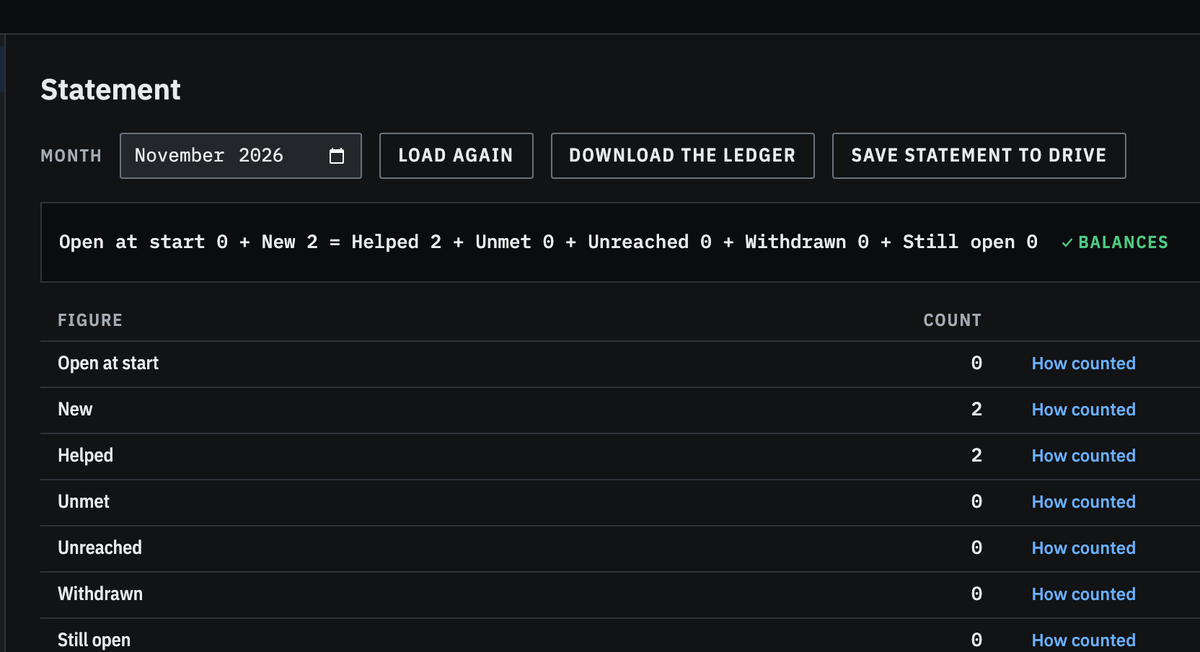 Statement
MONTH November 2026 LOAD AGAIN DOWNLOAD THE LEDGER SAVE STATEMENT TO DRIVE
Open at start 0 + New 2 = Helped 2 + Unmet 0 + Unreached 0 + Withdrawn 0 + Still open 0 ✓ BALANCES
FIGURE COUNT
Open at start 0 How counted
New 2 How counted
Helped 2 How counted
Unmet 0 How counted
Unreached 0 How counted
Withdrawn 0 How counted
Still open 0 How counted